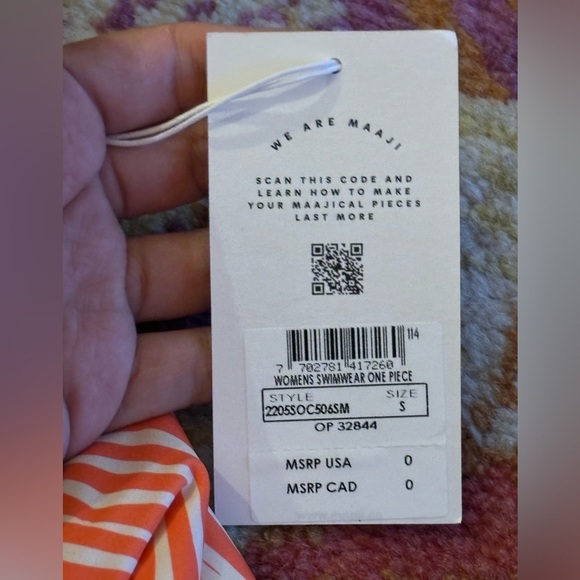 WE ARE MAAJI
SCAN THIS CODE AND
LEARN HOW TO MAKE
YOUR MAAJICAL PIECES
LAST MORE
114
7 702781 417260
WOMENS SWIMWEAR ONE PIECE
STYLE SIZE
2205SOC506SM S
OP 32844
MSRP USA 0
MSRP CAD 0